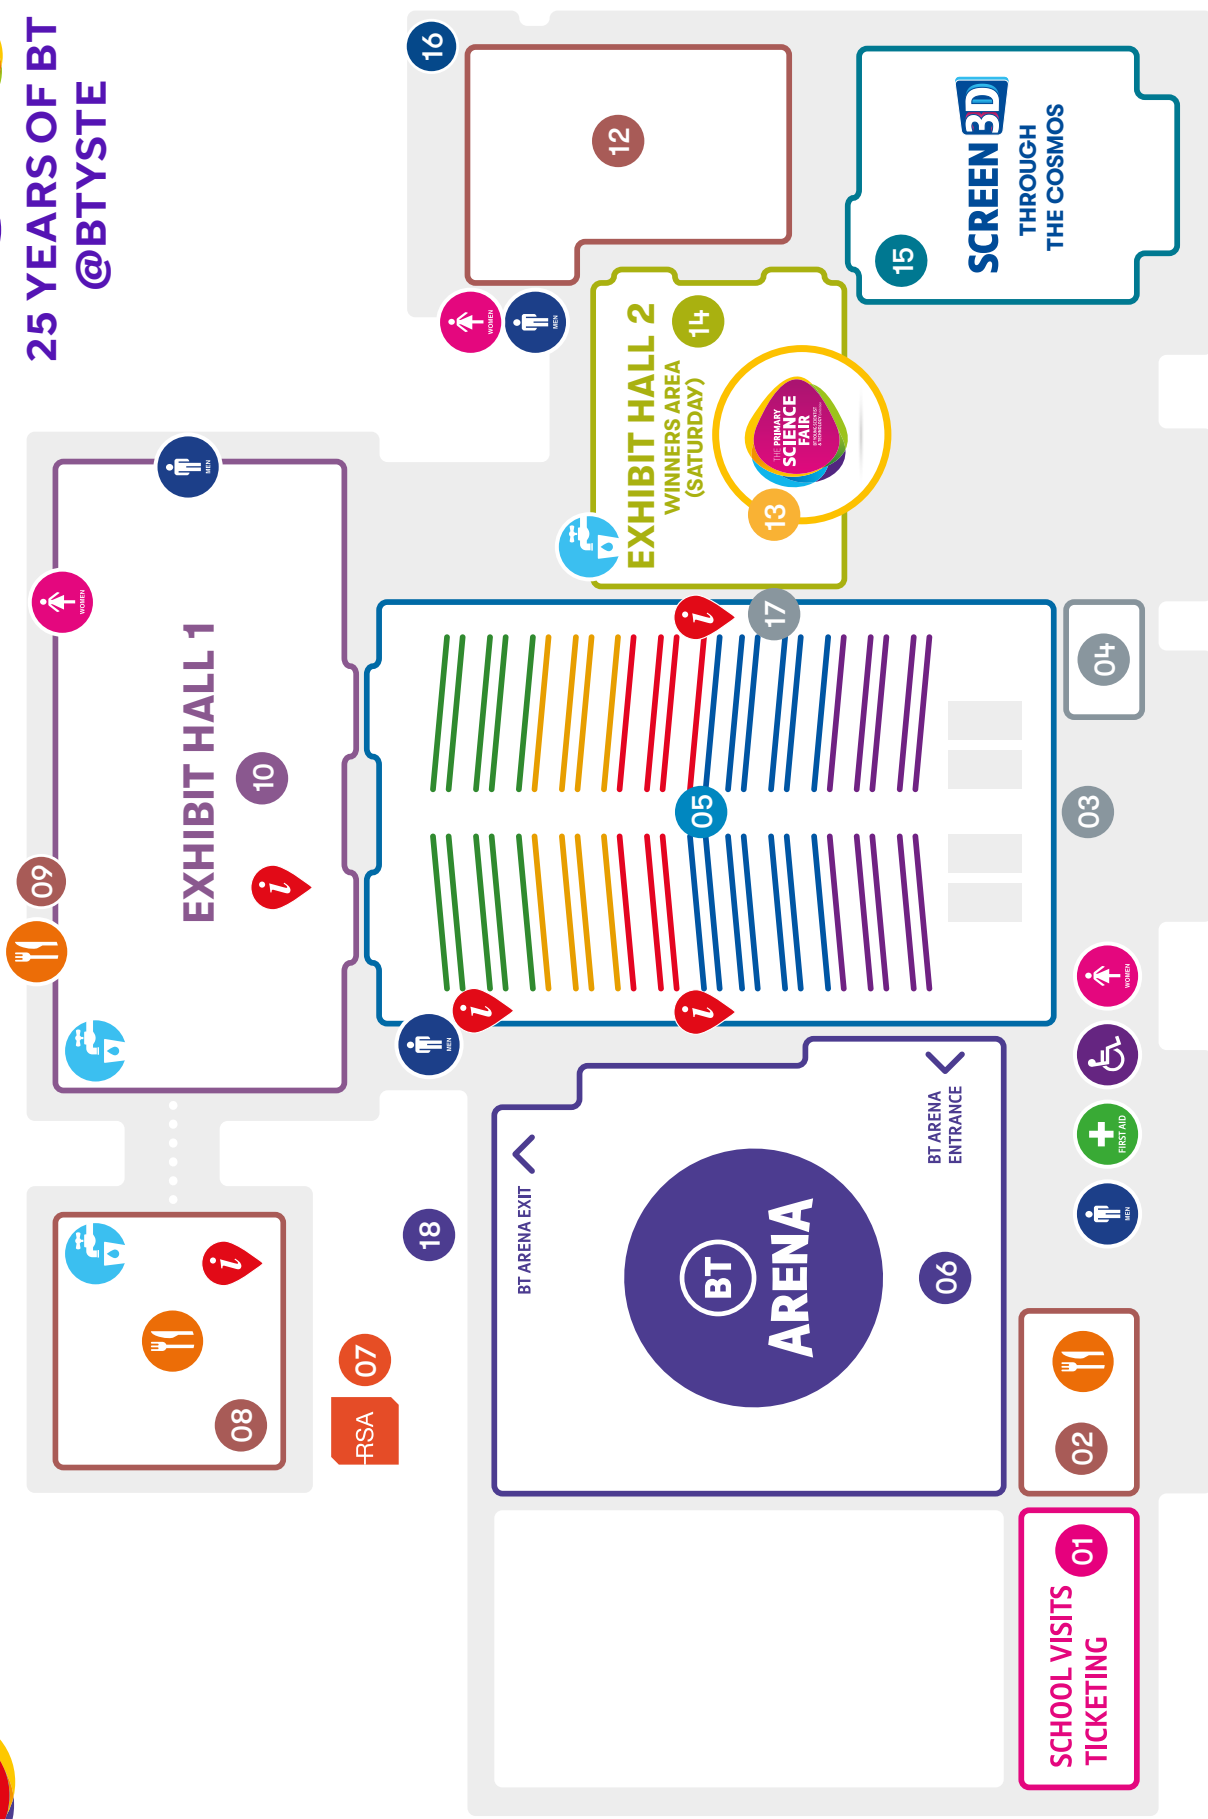 25 YEARS OF BT
@BTYSTE
16
12
SCREEN 3D
THROUGH
THE COSMOS
15
WOMEN
MEN
EXHIBIT HALL 2
WINNERS AREA
(SATURDAY)
14
THE PRIMARY
SCIENCE
FAIR
13
MEN
WOMEN
EXHIBIT HALL 1
10
09
i
i
17
04
05
03
i
i
MEN
WOMEN
FIRST AID
MEN
BT ARENA EXIT
BT ARENA
ENTRANCE
18
BT
ARENA
06
i
08
07
RSA
02
01
SCHOOL VISITS
TICKETING